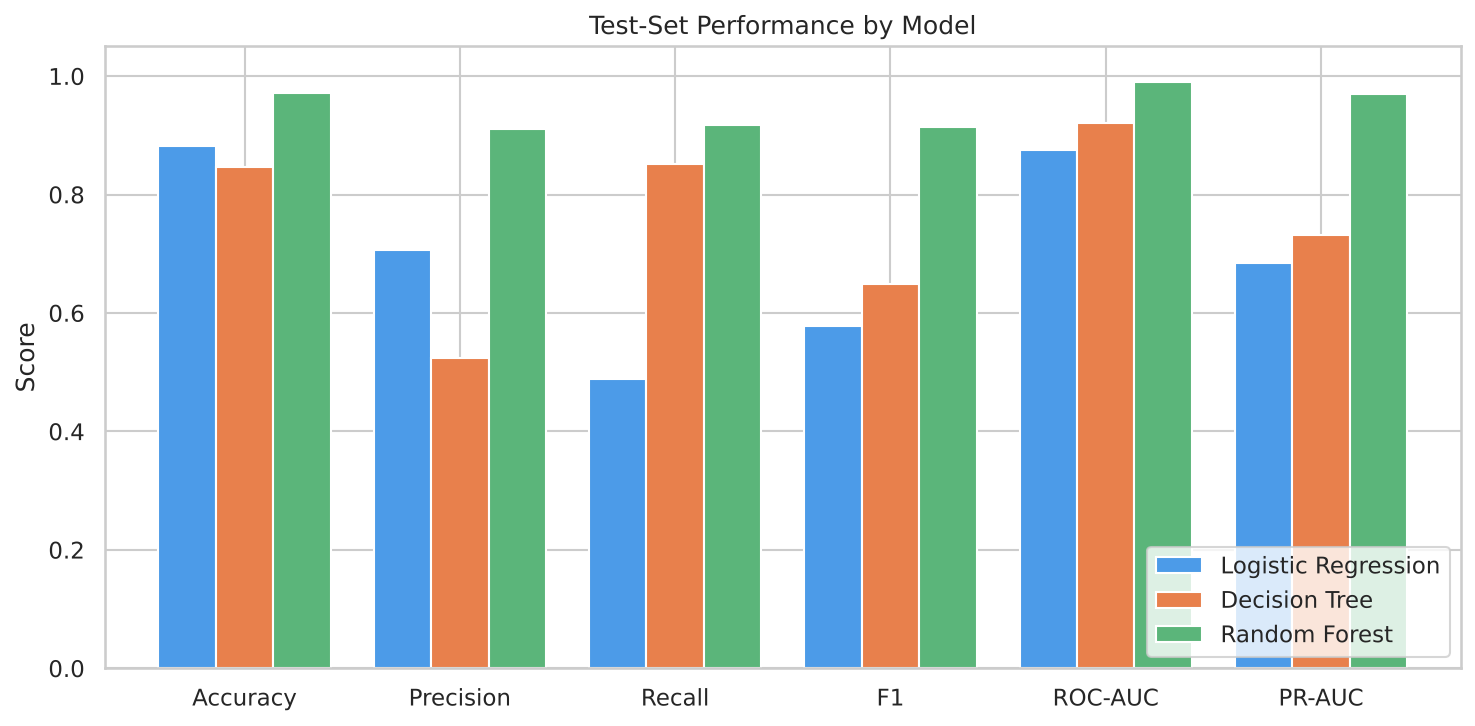 Test-Set Performance by Model
Score
1.0
0.8
0.6
0.4
0.2
0.0
Accuracy
Precision
Recall
F1
ROC-AUC
PR-AUC
Logistic Regression
Decision Tree
Random Forest